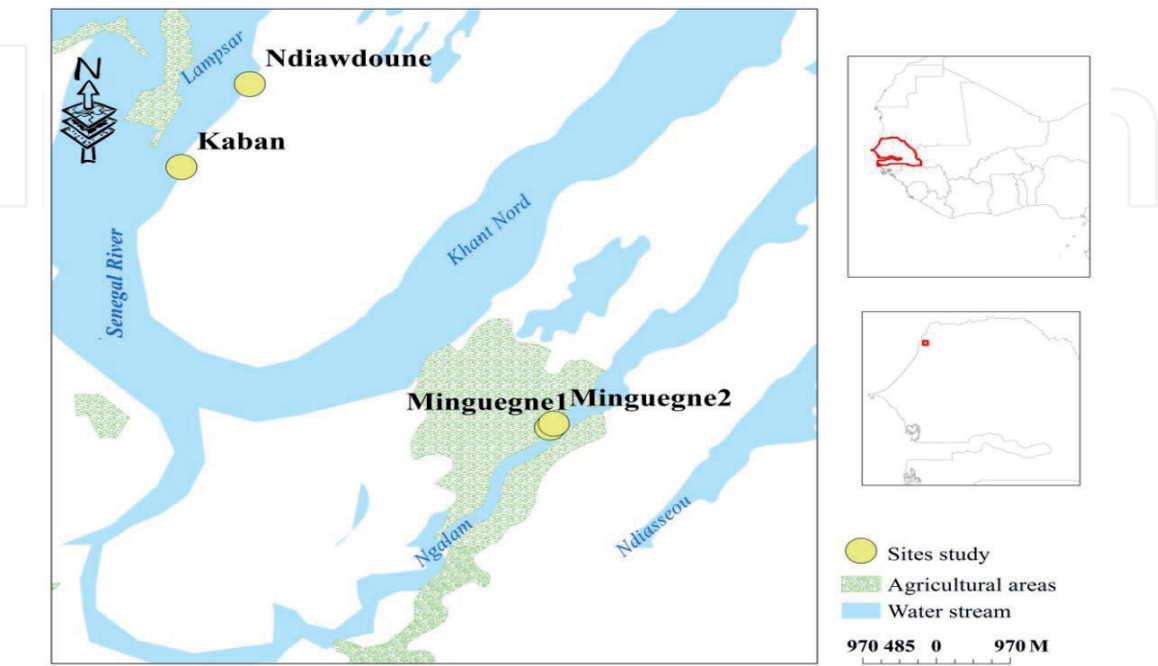 N
Lampsar
Ndiawdoune
Kaban
Senegal River
Khant Nord
Minguegne1
Minguegne2
Ngalam
Ndiasseou
Sites study
Agricultural areas
Water stream
970 485 0 970 M